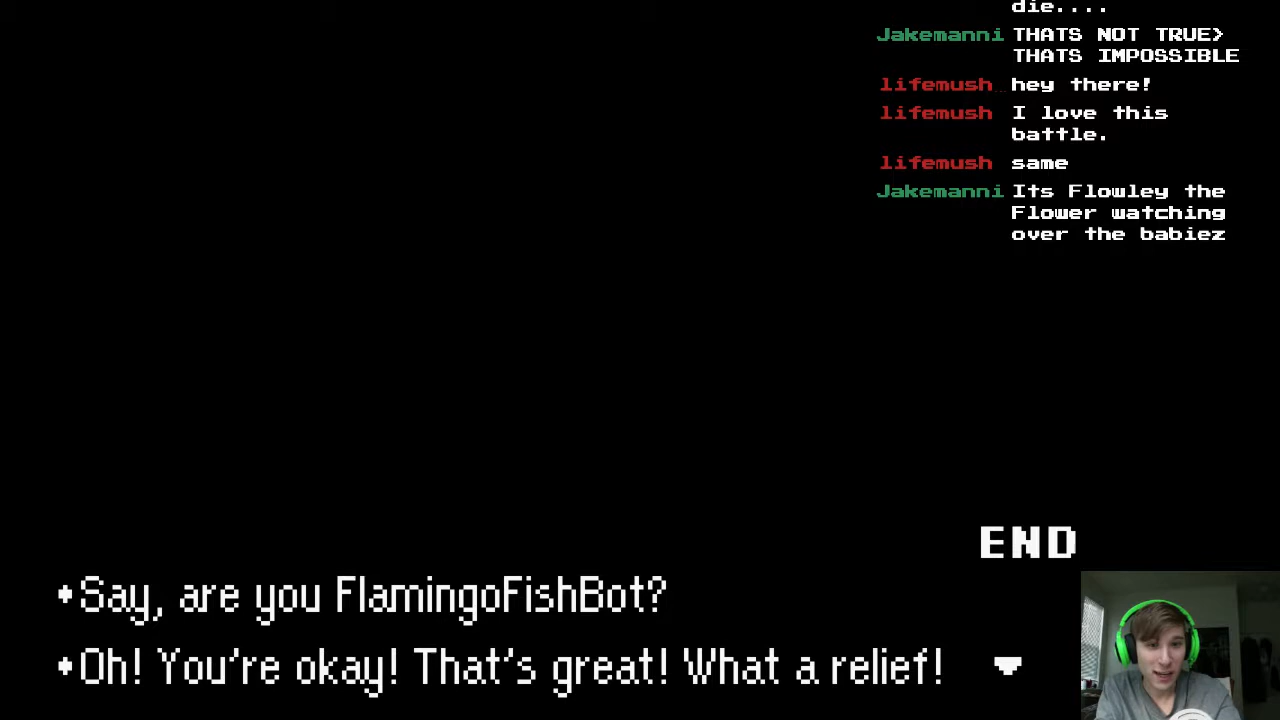 die....
Jakemanni THATS NOT TRUE>
THATS IMPOSSIBLE
lifemush hey there!
lifemush I love this
battle.
lifemush same
Jakemanni Its Flowley the
Flower watching
over the babiez
END
•Say, are you FlamingoFishBot?
•Oh! You're okay! That's great! What a relief!